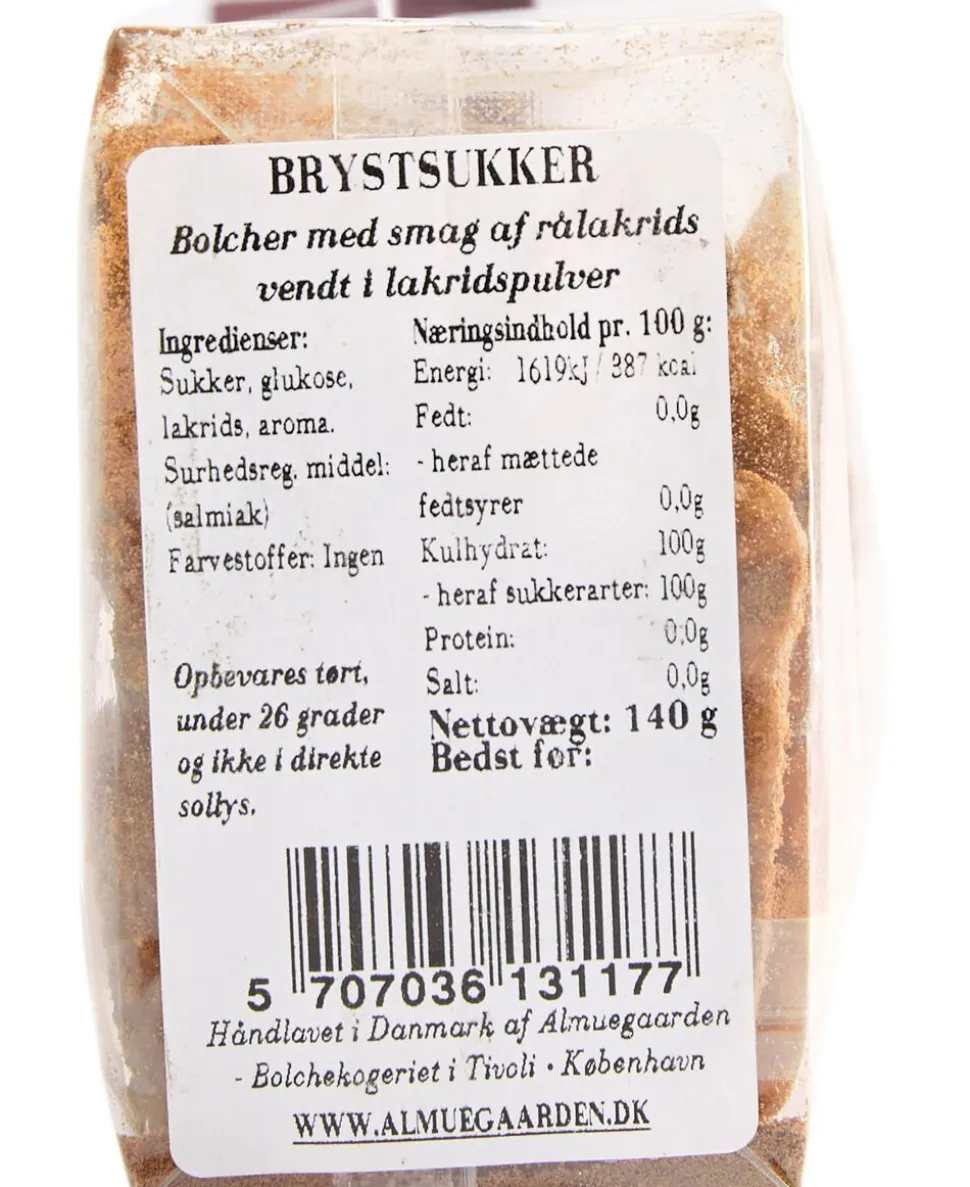 BRYSTSUKKER
Bolcher med smag af rålakrids
vendt i lakridspulver
Ingredienser:
Sukker, glukose,
lakrids, aroma.
Surhedsreg. middel:
(salmiak)
Farvestoffer: Ingen
Opbevares tørt,
under 26 grader
og ikke i direkte
sollys.
Næringsindhold pr. 100 g:
Energi: 1619kJ / 387 kcal
Fedt: 0,0g
- heraf mættede
fedtsyrer 0,0g
Kulhydrat: 100g
- heraf sukkerarter: 100g
Protein: 0,0g
Salt: 0,0g
Nettovægt: 140 g
Bedst før:
5 707036 131177
Håndlavet i Danmark af Almuegaarden
- Bolchekogeriet i Tivoli · København
WWW.ALMUEGAARDEN.DK